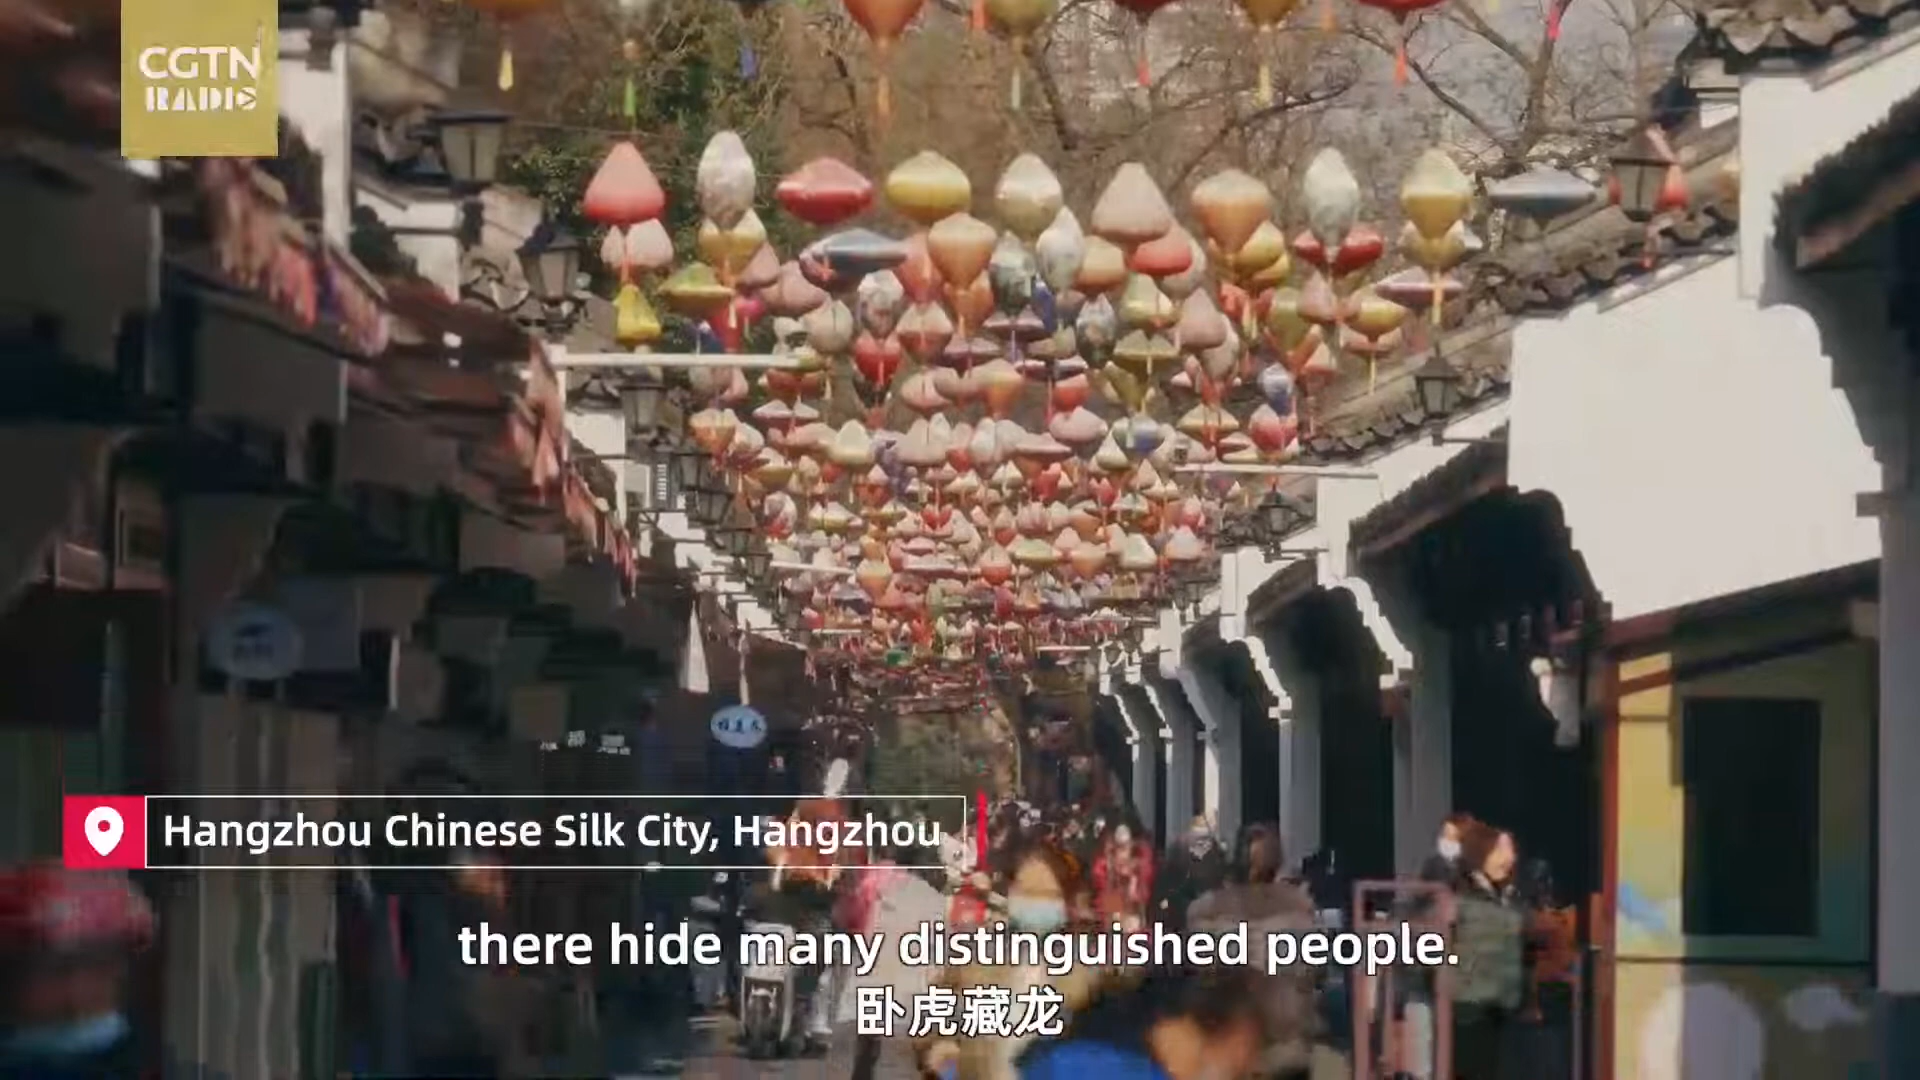 CGTN
RADIO
Hangzhou Chinese Silk City, Hangzhou
there hide many distinguished people.
卧虎藏龙